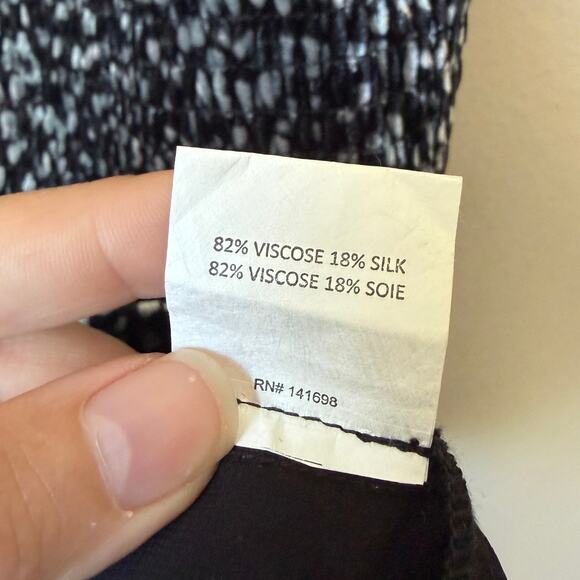 82% VISCOSE 18% SILK
82% VISCOSE 18% SOIE
RN# 141698